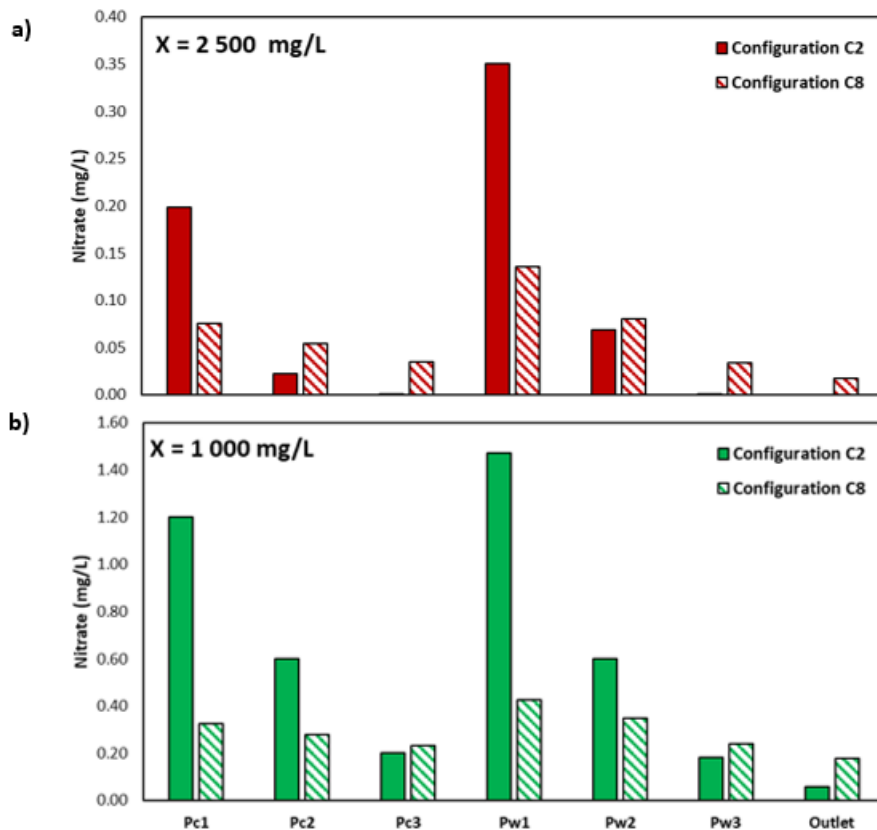 a)
X = 2 500 mg/L
Configuration C2
Configuration C8
Nitrate (mg/L)
0.40
0.35
0.30
0.25
0.20
0.15
0.10
0.05
0.00
b)
X = 1 000 mg/L
Configuration C2
Configuration C8
Nitrate (mg/L)
1.60
1.40
1.20
1.00
0.80
0.60
0.40
0.20
0.00
Pc1 Pc2 Pc3 Pw1 Pw2 Pw3 Outlet